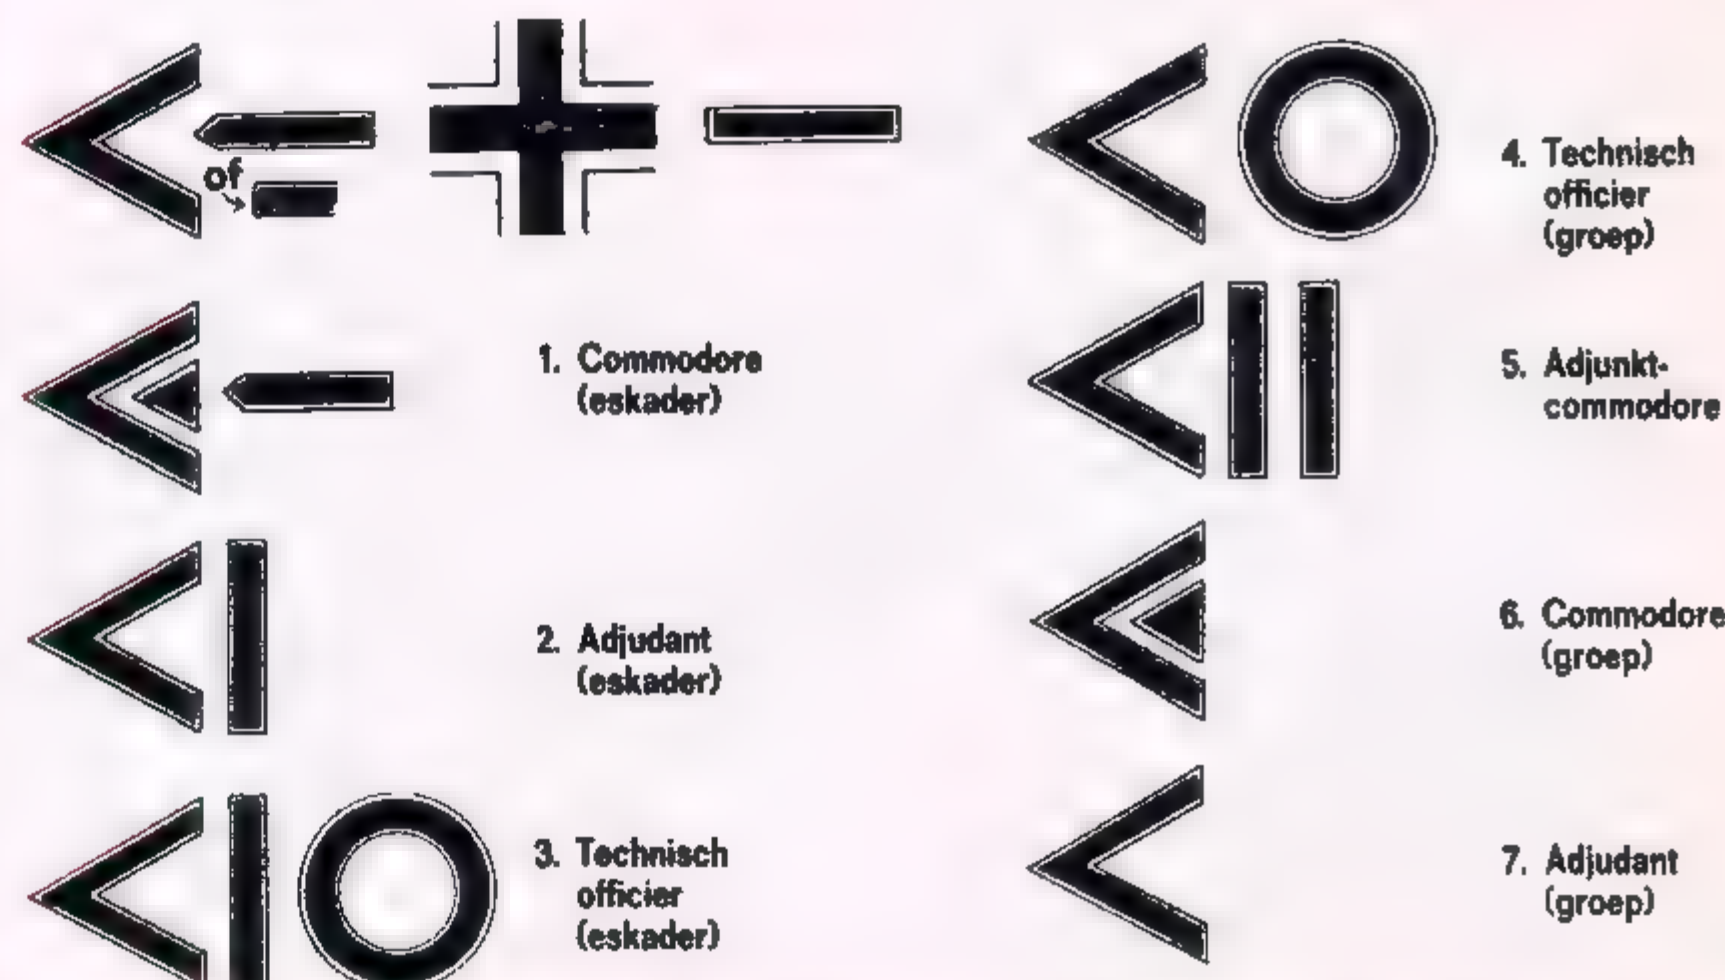 of
1. Commodore
(eskader)
2. Adjudant
(eskader)
3. Technisch
officier
(eskader)
4. Technisch
officier
(groep)
5. Adjunkt-
commodore
6. Commodore
(groep)
7. Adjudant
(groep)